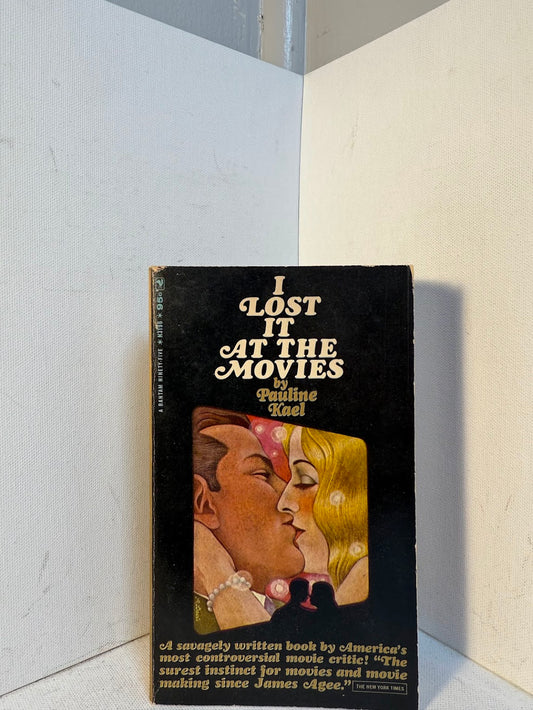 I
LOST
IT
AT THE
MOVIES
by
Pauline
Kael
A savagely written book by America's
most controversial movie critic! "The
surest instinct for movies and movie
making since James Agee."
THE NEW YORK TIMES
A BANTAM NINETY-FIVE ★ N3106 ★ 95¢